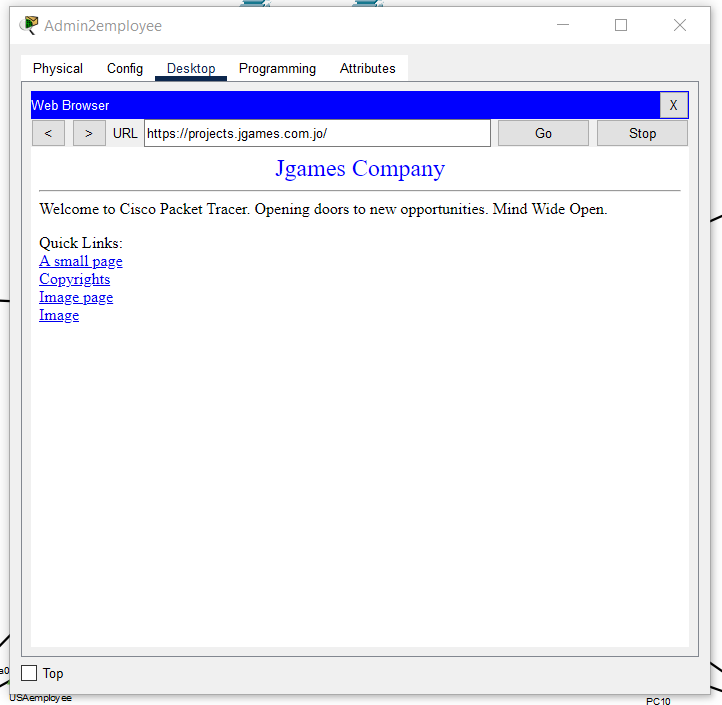 Admin2employee
Physical Config Desktop Programming Attributes
Web Browser X
< > URL https://projects.jgames.com.jo/ Go Stop
Jgames Company
Welcome to Cisco Packet Tracer. Opening doors to new opportunities. Mind Wide Open.
Quick Links:
A small page
Copyrights
Image page
Image
Top
USAemployee
PC10